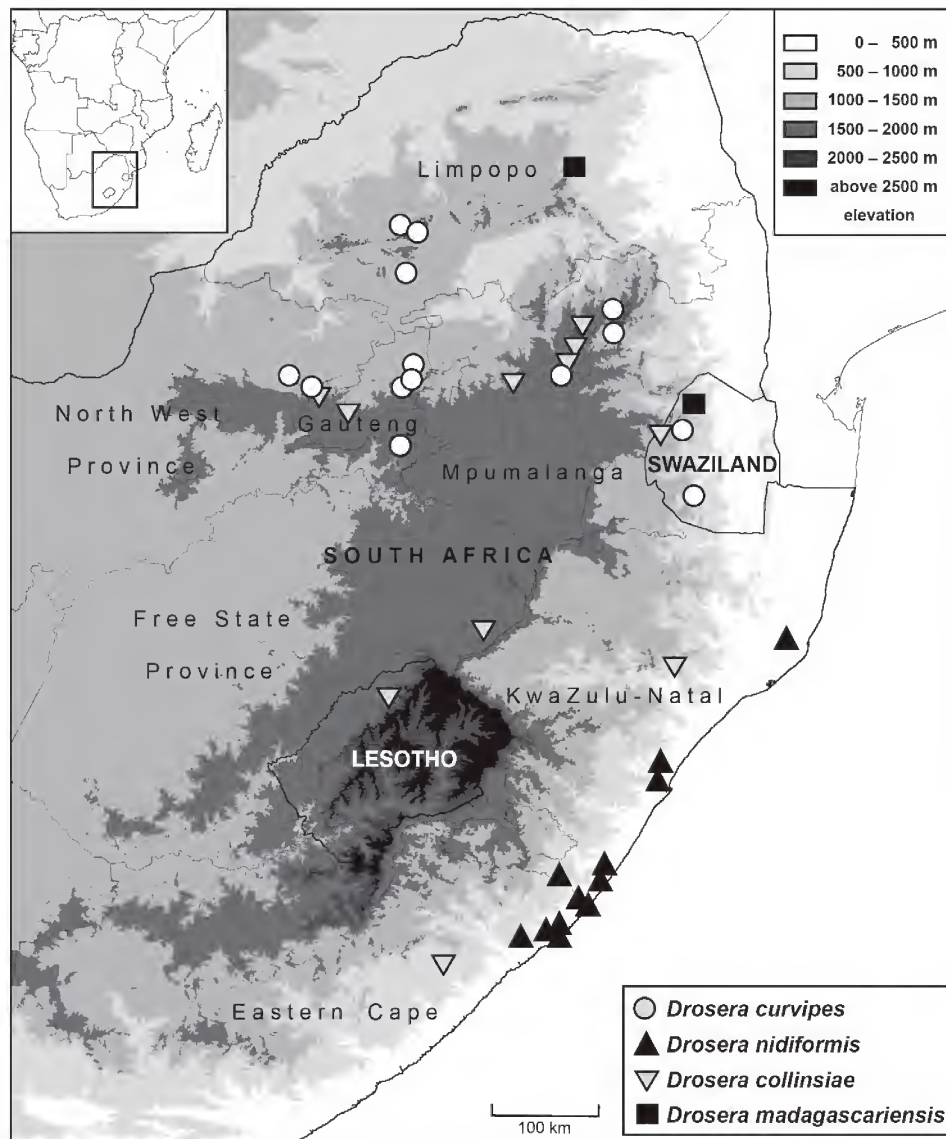 0 – 500 m
500 – 1000 m
1000 – 1500 m
1500 – 2000 m
2000 – 2500 m
above 2500 m
elevation
Limpopo
North West
Province
Gauteng
Mpumalanga
SWAZILAND
SOUTH AFRICA
Free State
Province
KwaZulu-Natal
LESOTHO
Eastern Cape
100 km
Drosera curvipes
Drosera nidiformis
Drosera collinsiae
Drosera madagascariensis